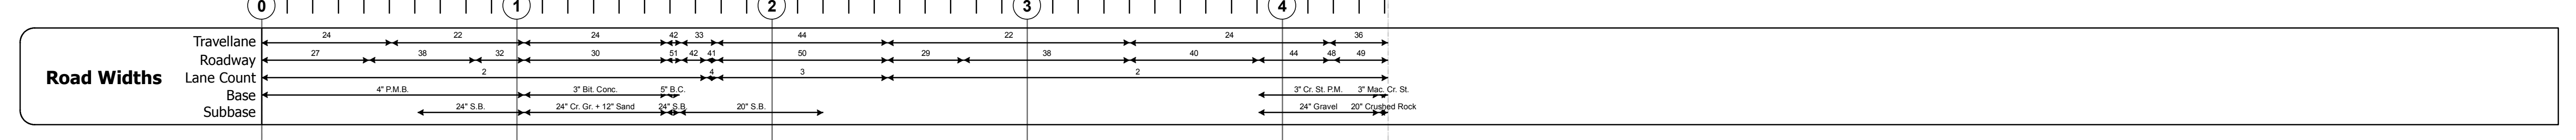 0 1 2 3 4
Travellane 24 22 24 42 33 44 22 24 36
Roadway 27 38 32 30 51 42 41 50 29 38 40 44 48 49
Road Widths
Lane Count 2 4 3 2
Base 4" P.M.B. 3" Bit. Conc. 5" B.C. 3" Cr. St. P.M. 3" Mac. Cr. St.
Subbase 24" S.B. 24" Cr. Gr. + 12" Sand 24" S.B. 20" S.B. 24" Gravel 20" Crushed Rock